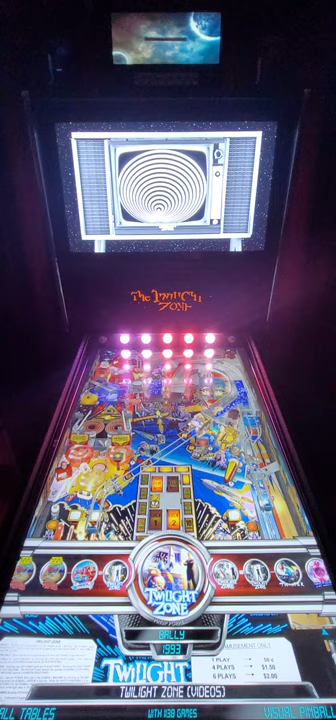 THE TWILIGHT
ZONE
TWILIGHT
ZONE
BALLY
1993
AMUSEMENT ONLY
1 PLAY → 50¢
4 PLAYS → $1.50
6 PLAYS → $2.00
TWILIGHT
TWILIGHT ZONE (VIDEOS)
ALL TABLES
WITH 1138 GAMES
VISUAL PINBALL